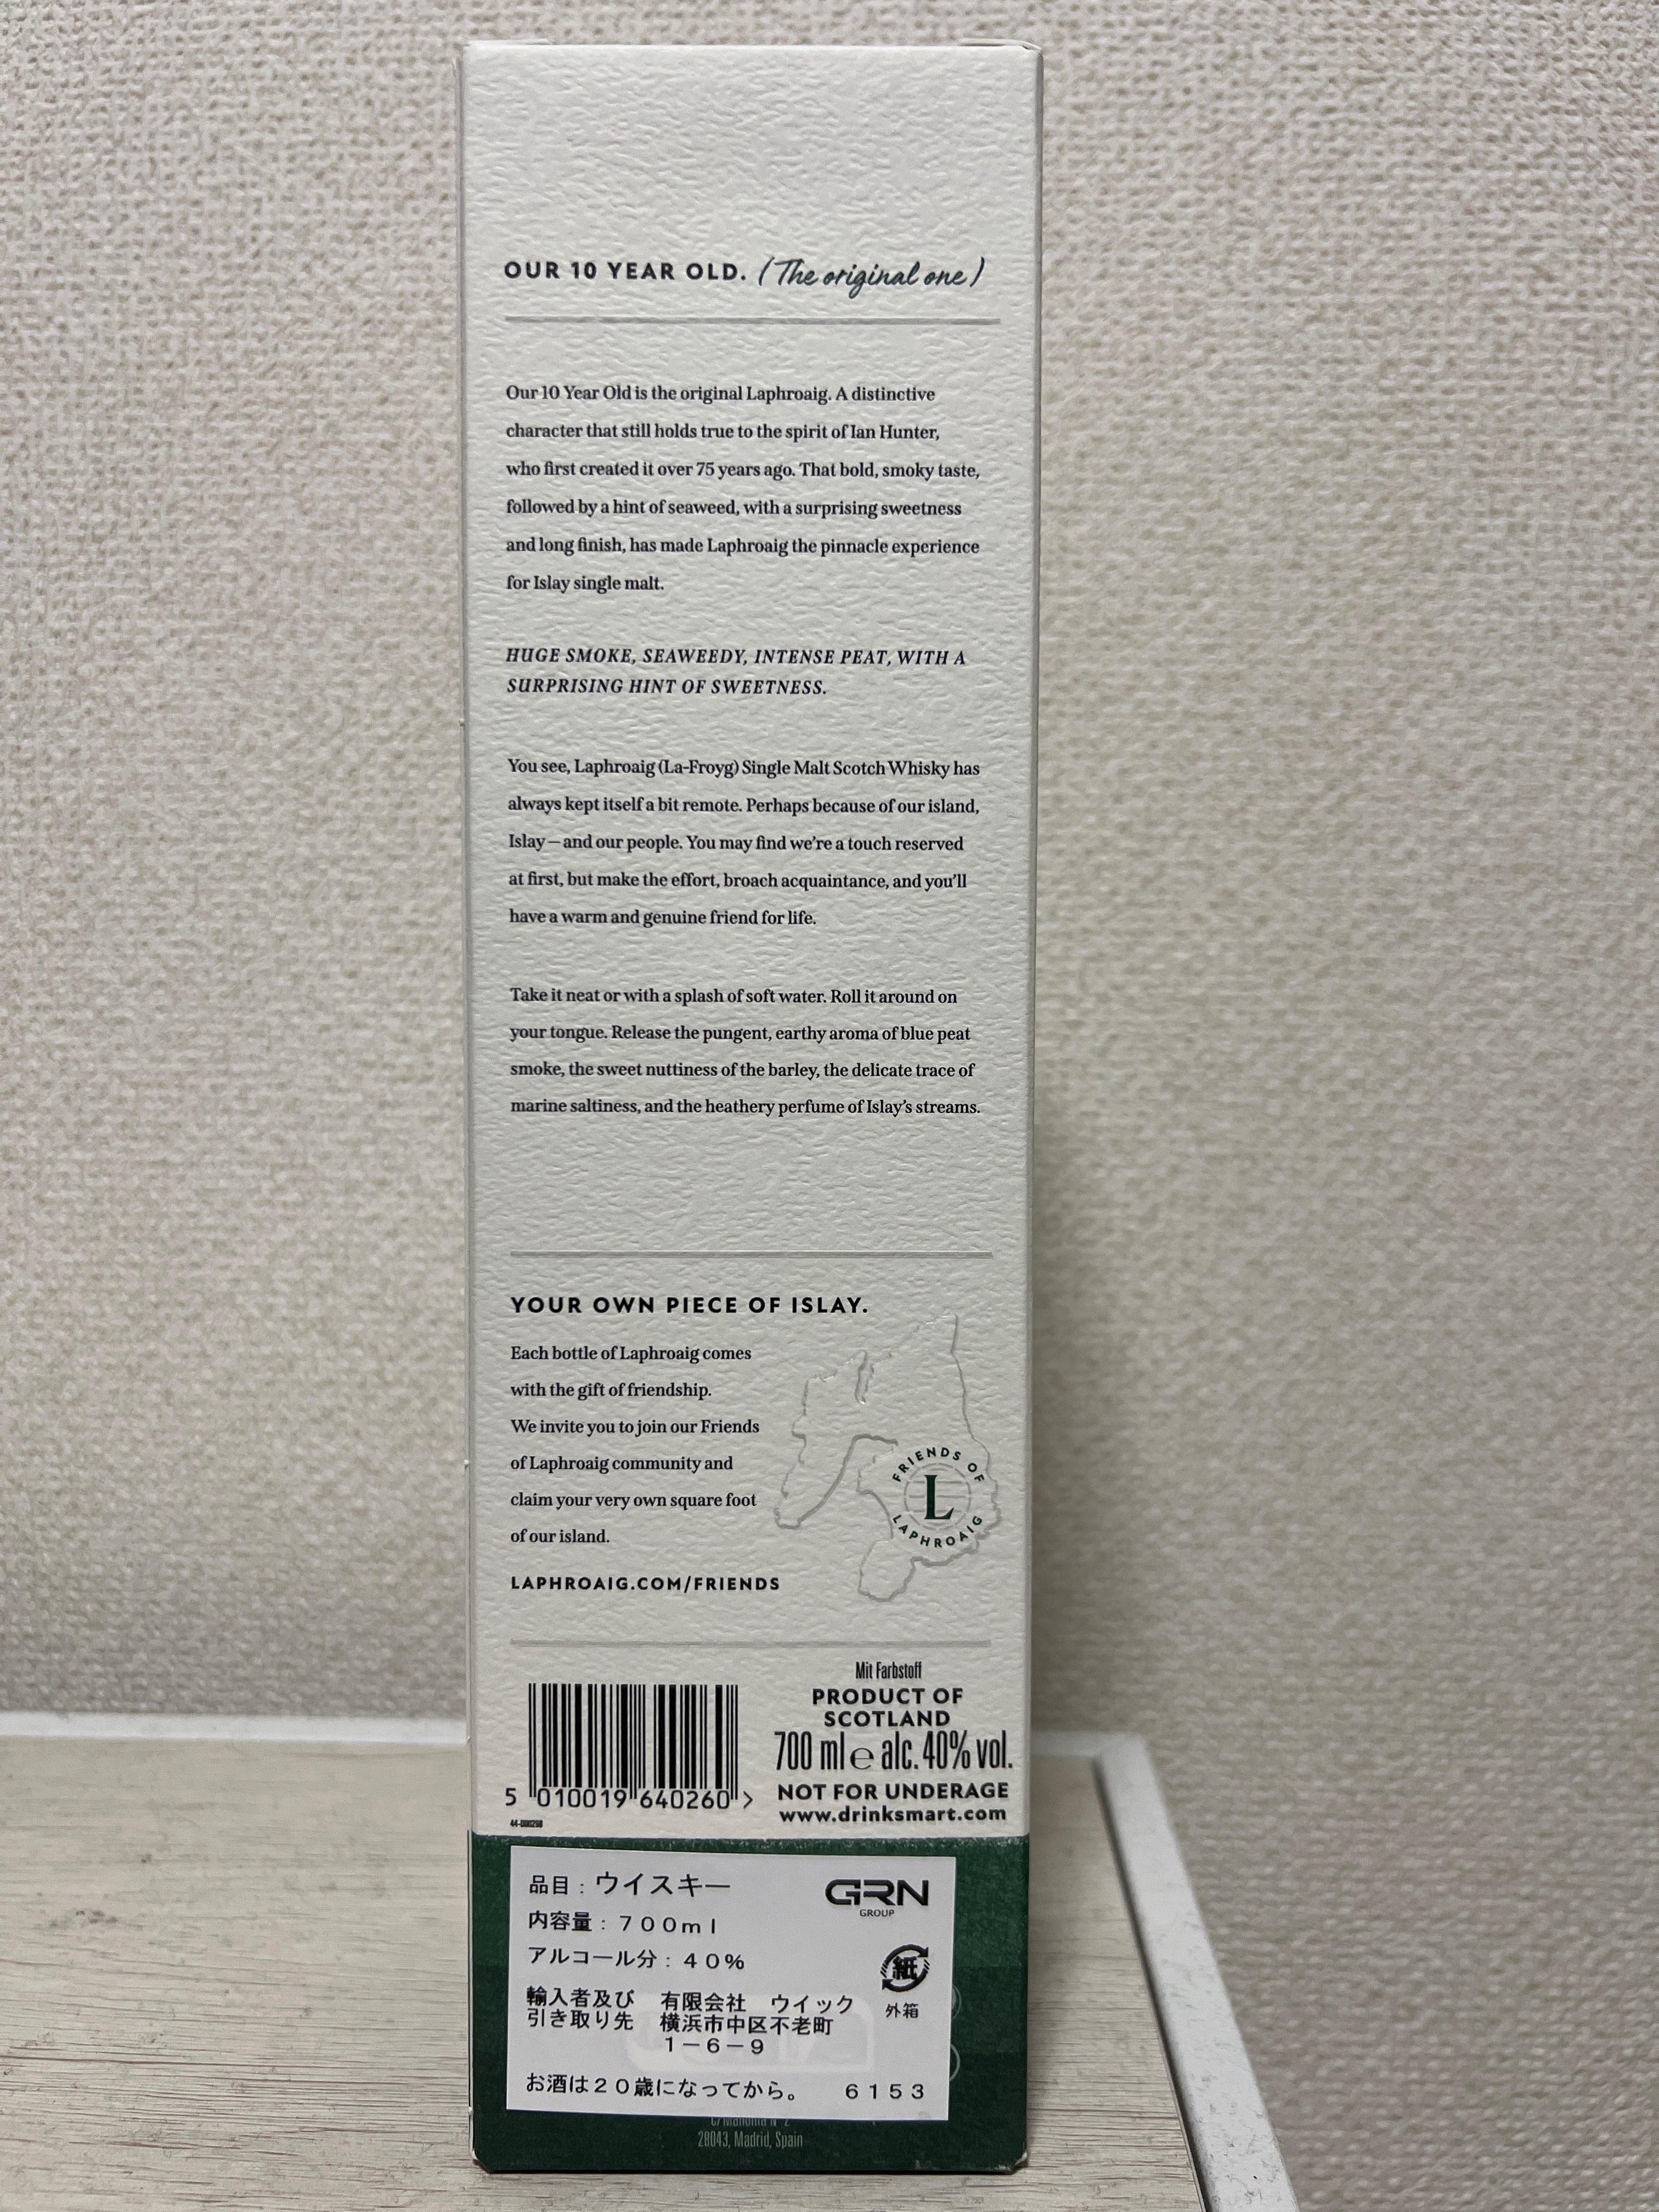 OUR 10 YEAR OLD. (The original one)
Our 10 Year Old is the original Laphroaig. A distinctive
character that still holds true to the spirit of Ian Hunter,
who first created it over 75 years ago. That bold, smoky taste,
followed by a hint of seaweed, with a surprising sweetness
and long finish, has made Laphroaig the pinnacle experience
for Islay single malt.
HUGE SMOKE, SEAWEEDY, INTENSE PEAT, WITH A
SURPRISING HINT OF SWEETNESS.
You see, Laphroaig (La-Froyg) Single Malt Scotch Whisky has
always kept itself a bit remote. Perhaps because of our island,
Islay — and our people. You may find we're a touch reserved
at first, but make the effort, broach acquaintance, and you'll
have a warm and genuine friend for life.
Take it neat or with a splash of soft water. Roll it around on
your tongue. Release the pungent, earthy aroma of blue peat
smoke, the sweet nuttiness of the barley, the delicate trace of
marine saltiness, and the heathery perfume of Islay's streams.
YOUR OWN PIECE OF ISLAY.
Each bottle of Laphroaig comes
with the gift of friendship.
We invite you to join our Friends
of Laphroaig community and
claim your very own square foot
of our island.
LAPHROAIG.COM/FRIENDS
FRIENDS OF
L
LAPHROAIG
Mit Farbstoff
PRODUCT OF
SCOTLAND
700 ml e alc. 40% vol.
NOT FOR UNDERAGE
www.drinksmart.com
5 010019 640260 >
品目：ウイスキー
GRN
GROUP
内容量：７００ｍｌ
アルコール分：４０％
紙
外箱
輸入者及び 有限会社 ウイック
引き取り先 横浜市中区不老町
１－６－９
お酒は２０歳になってから。 ６１５３
28043, Madrid, Spain